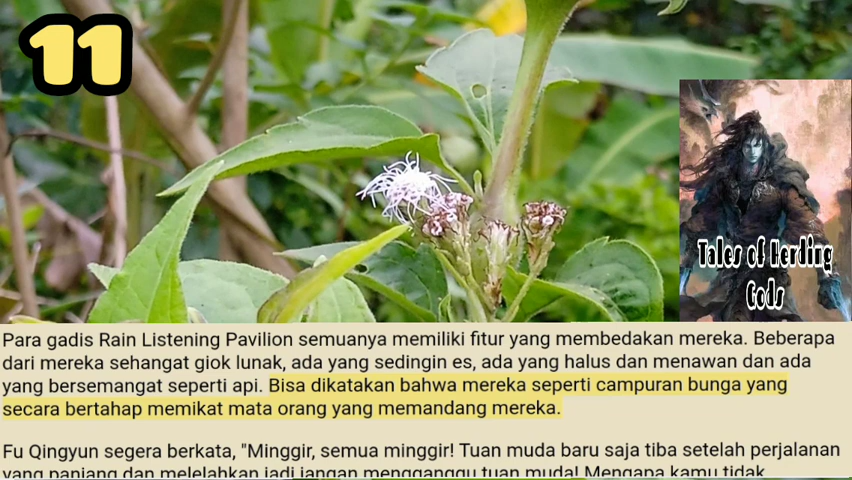 11
Tales of Herding
Gods
Para gadis Rain Listening Pavilion semuanya memiliki fitur yang membedakan mereka. Beberapa
dari mereka sehangat giok lunak, ada yang sedingin es, ada yang halus dan menawan dan ada
yang bersemangat seperti api. Bisa dikatakan bahwa mereka seperti campuran bunga yang
secara bertahap memikat mata orang yang memandang mereka.
Fu Qingyun segera berkata, "Minggir, semua minggir! Tuan muda baru saja tiba setelah perjalanan
yang panjang dan melelahkan jadi jangan mengganggu tuan muda! Mengapa kamu tidak